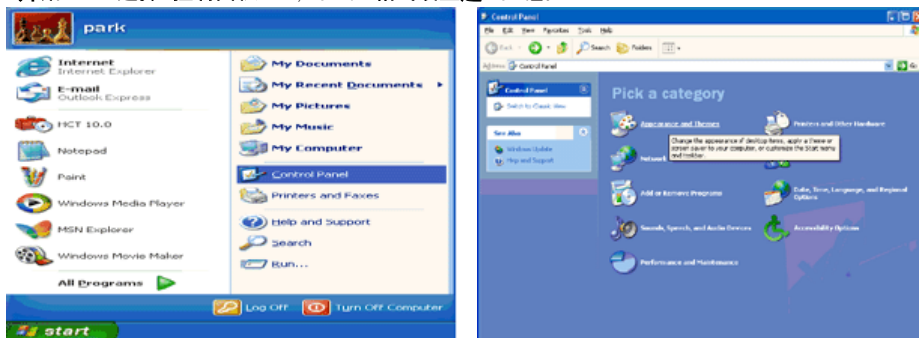 park
Internet
Internet Explorer
E-mail
Outlook Express
HCT 10.0
Notepad
Paint
Windows Media Player
MSN Explorer
Windows Movie Maker
All Programs
My Documents
My Recent Documents
My Pictures
My Music
My Computer
Control Panel
Printers and Faxes
Help and Support
Search
Run...
Log Off
Turn Off Computer
start
Control Panel
File Edit View Favorites Tools Help
Back
Search
Folders
Address
Control Panel
Go
Control Panel
Switch to Classic View
See Also
Windows Update
Help and Support
Pick a category
Appearance and Themes
Printers and Other Hardware
Change the appearance of desktop items, apply a theme or
screen saver to your computer, or customize the Start menu
and taskbar.
Network
Add or Remove Programs
Date, Time, Language, and Regional
Options
Sounds, Speech, and Audio Devices
Accessibility Options
Performance and Maintenance